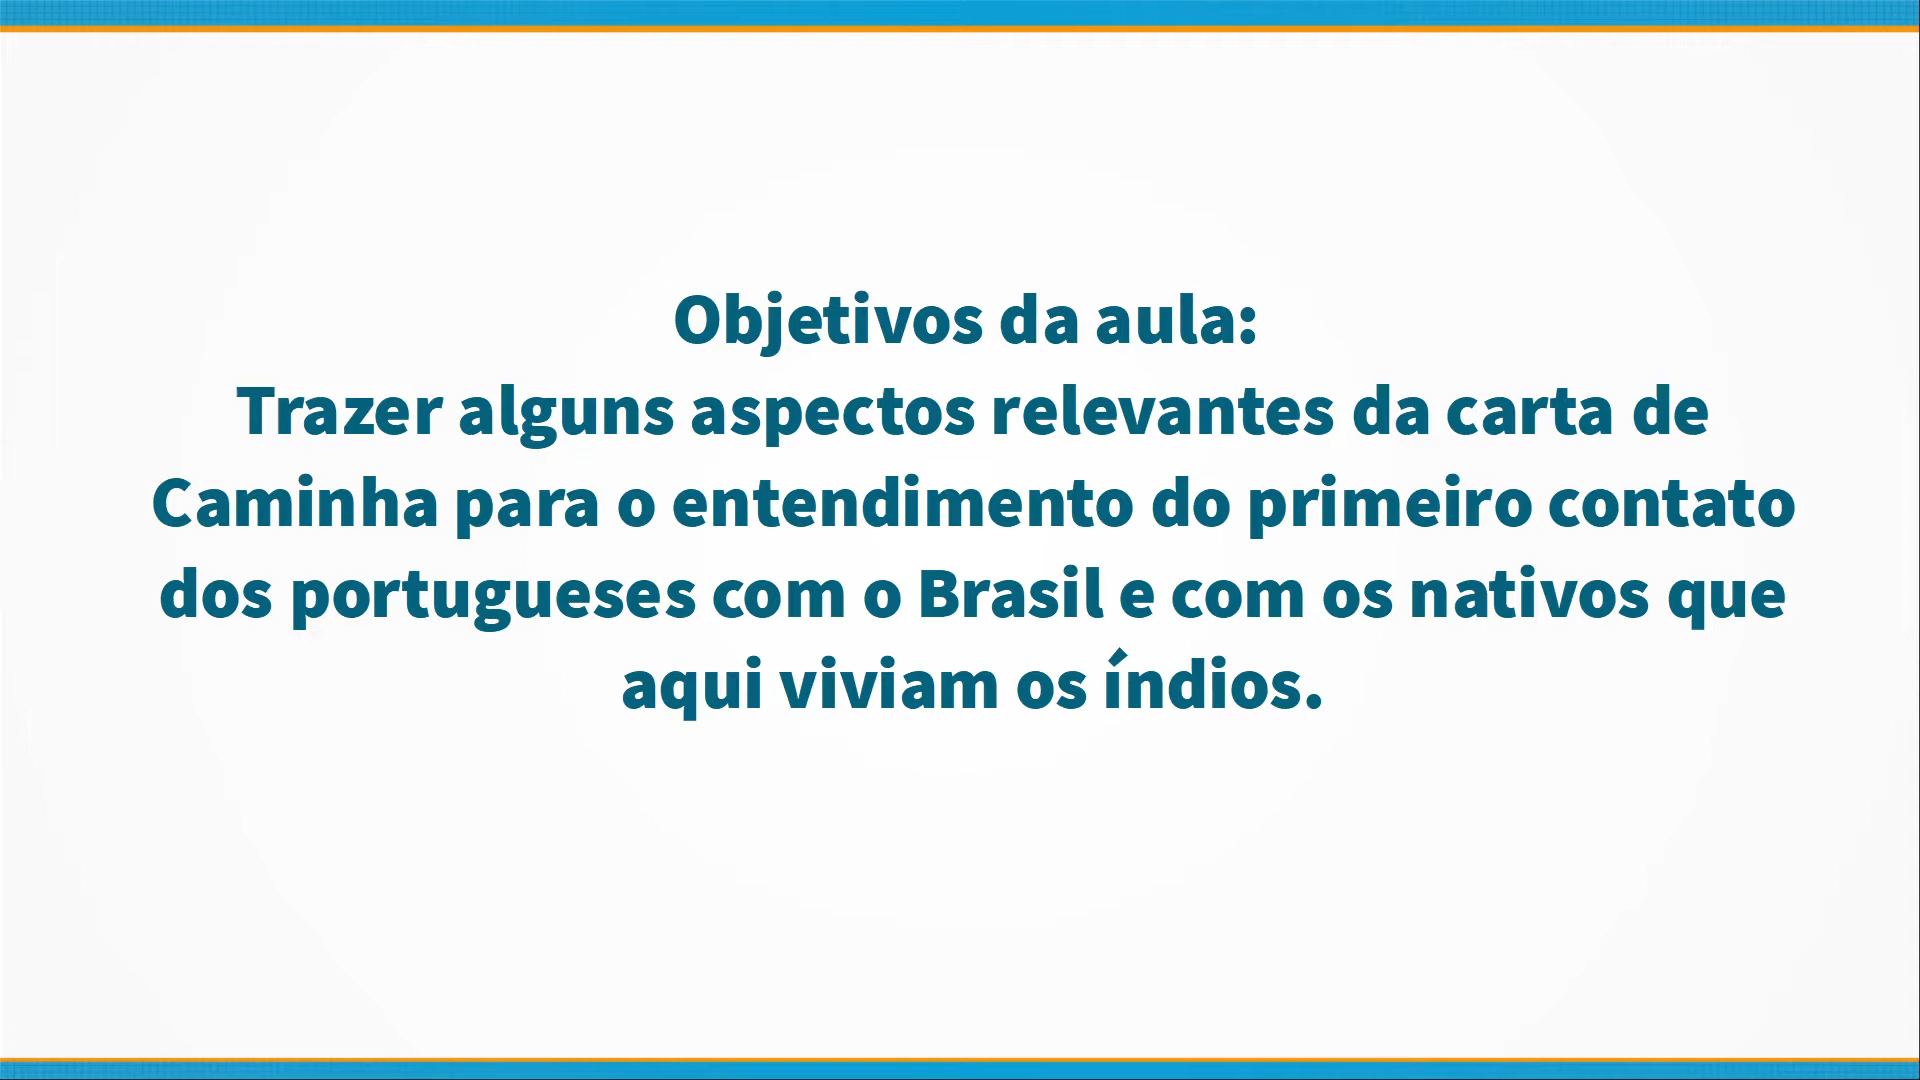 Objetivos da aula:
Trazer alguns aspectos relevantes da carta de
Caminha para o entendimento do primeiro contato
dos portugueses com o Brasil e com os nativos que
aqui viviam os índios.